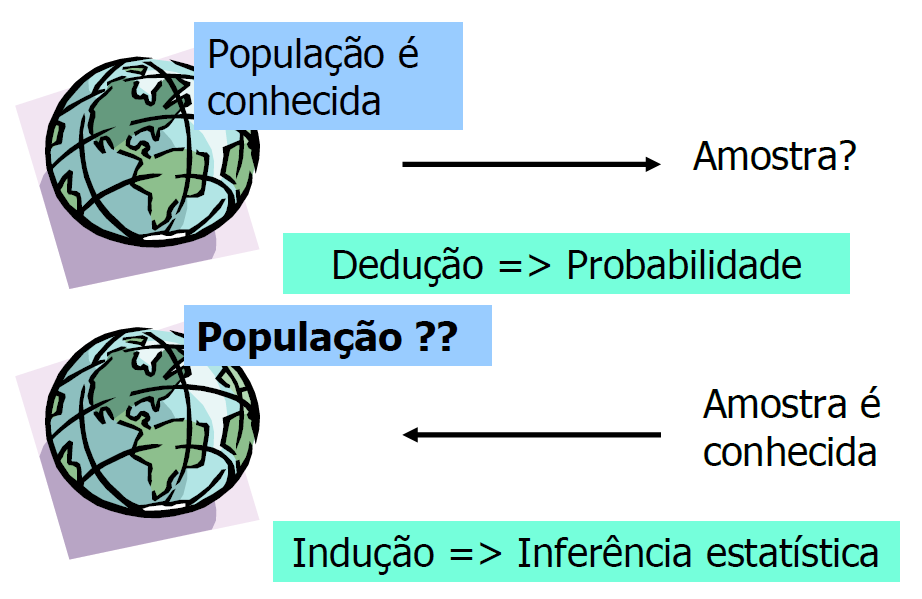 População é
conhecida
Amostra?
Dedução => Probabilidade
População ??
Amostra é
conhecida
Indução => Inferência estatística